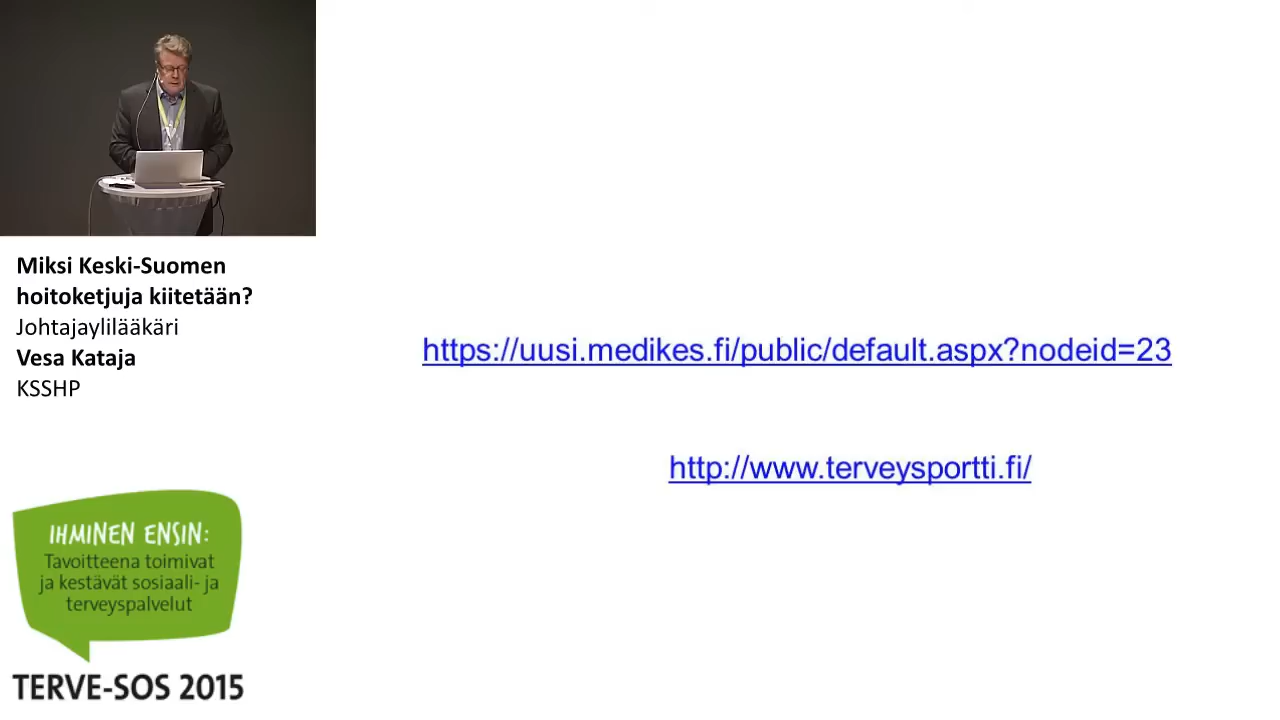 Miksi Keski-Suomen
hoitoketjuja kiitetään?
Johtajaylilääkäri
Vesa Kataja
KSSHP
https://uusi.medikes.fi/public/default.aspx?nodeid=23
http://www.terveysportti.fi/
IHMINEN ENSIN:
Tavoitteena toimivat
ja kestävät sosiaali- ja
terveyspalvelut
TERVE-SOS 2015